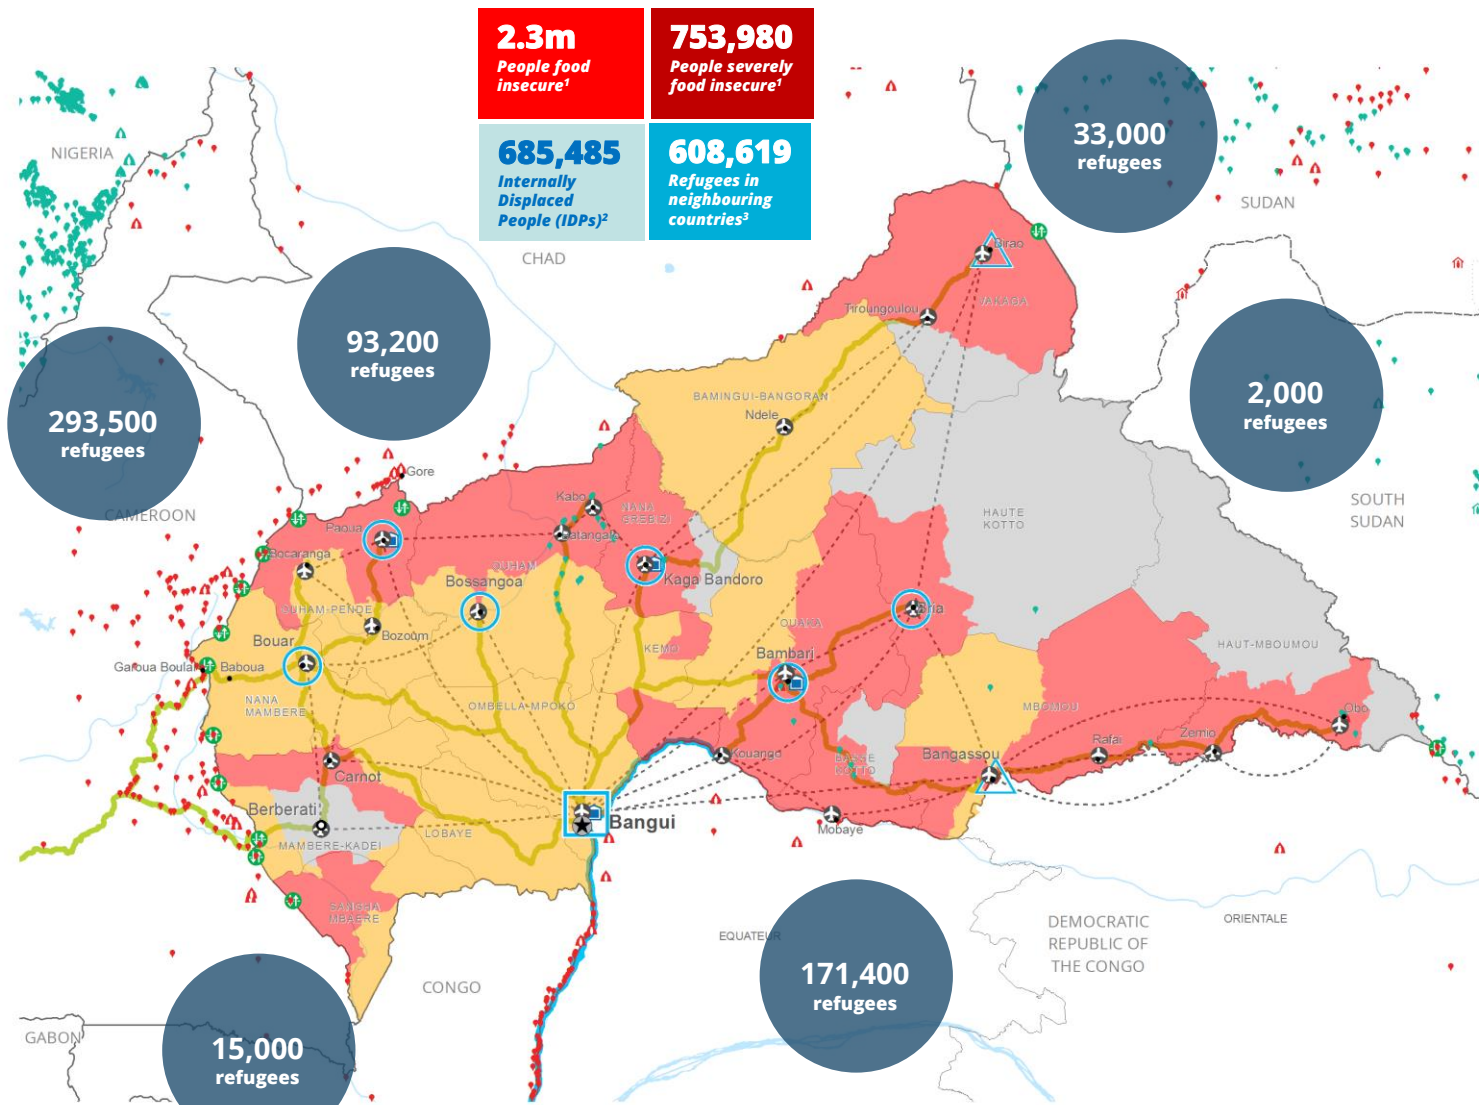 2.3m
People food
insecure¹
753,980
People severely
food insecure¹
685,485
Internally
Displaced
People (IDPs)²
608,619
Refugees in
neighbouring
countries³
33,000
refugees
NIGERIA
SUDAN
CHAD
Birao
VAKAGA
Tiroungoulou
93,200
refugees
293,500
refugees
2,000
refugees
BAMINGUI-BANGORAN
Ndele
Gore
CAMEROON
SOUTH
SUDAN
Kabo
NANA
GREBIZI
HAUTE
KOTTO
Paoua
Batangafo
Bocaranga
OUHAM
Kaga Bandoro
Bossangoa
OUHAM-PENDE
Bria
OUAKA
Bozoum
Bouar
KEMO
HAUT-MBOUMOU
Bambari
Garoua Boulai
Baboua
NANA
MAMBERE
OMBELLA-MPOKO
MBOMOU
Obo
Zemio
Rafai
Kouango
BASSE
KOTTO
Bangassou
Carnot
Berberati
Bangui
Mobaye
LOBAYE
MAMBERE-KADEI
SANGHA
MBAERE
EQUATEUR
DEMOCRATIC
REPUBLIC OF
THE CONGO
ORIENTALE
171,400
refugees
CONGO
GABON
15,000
refugees